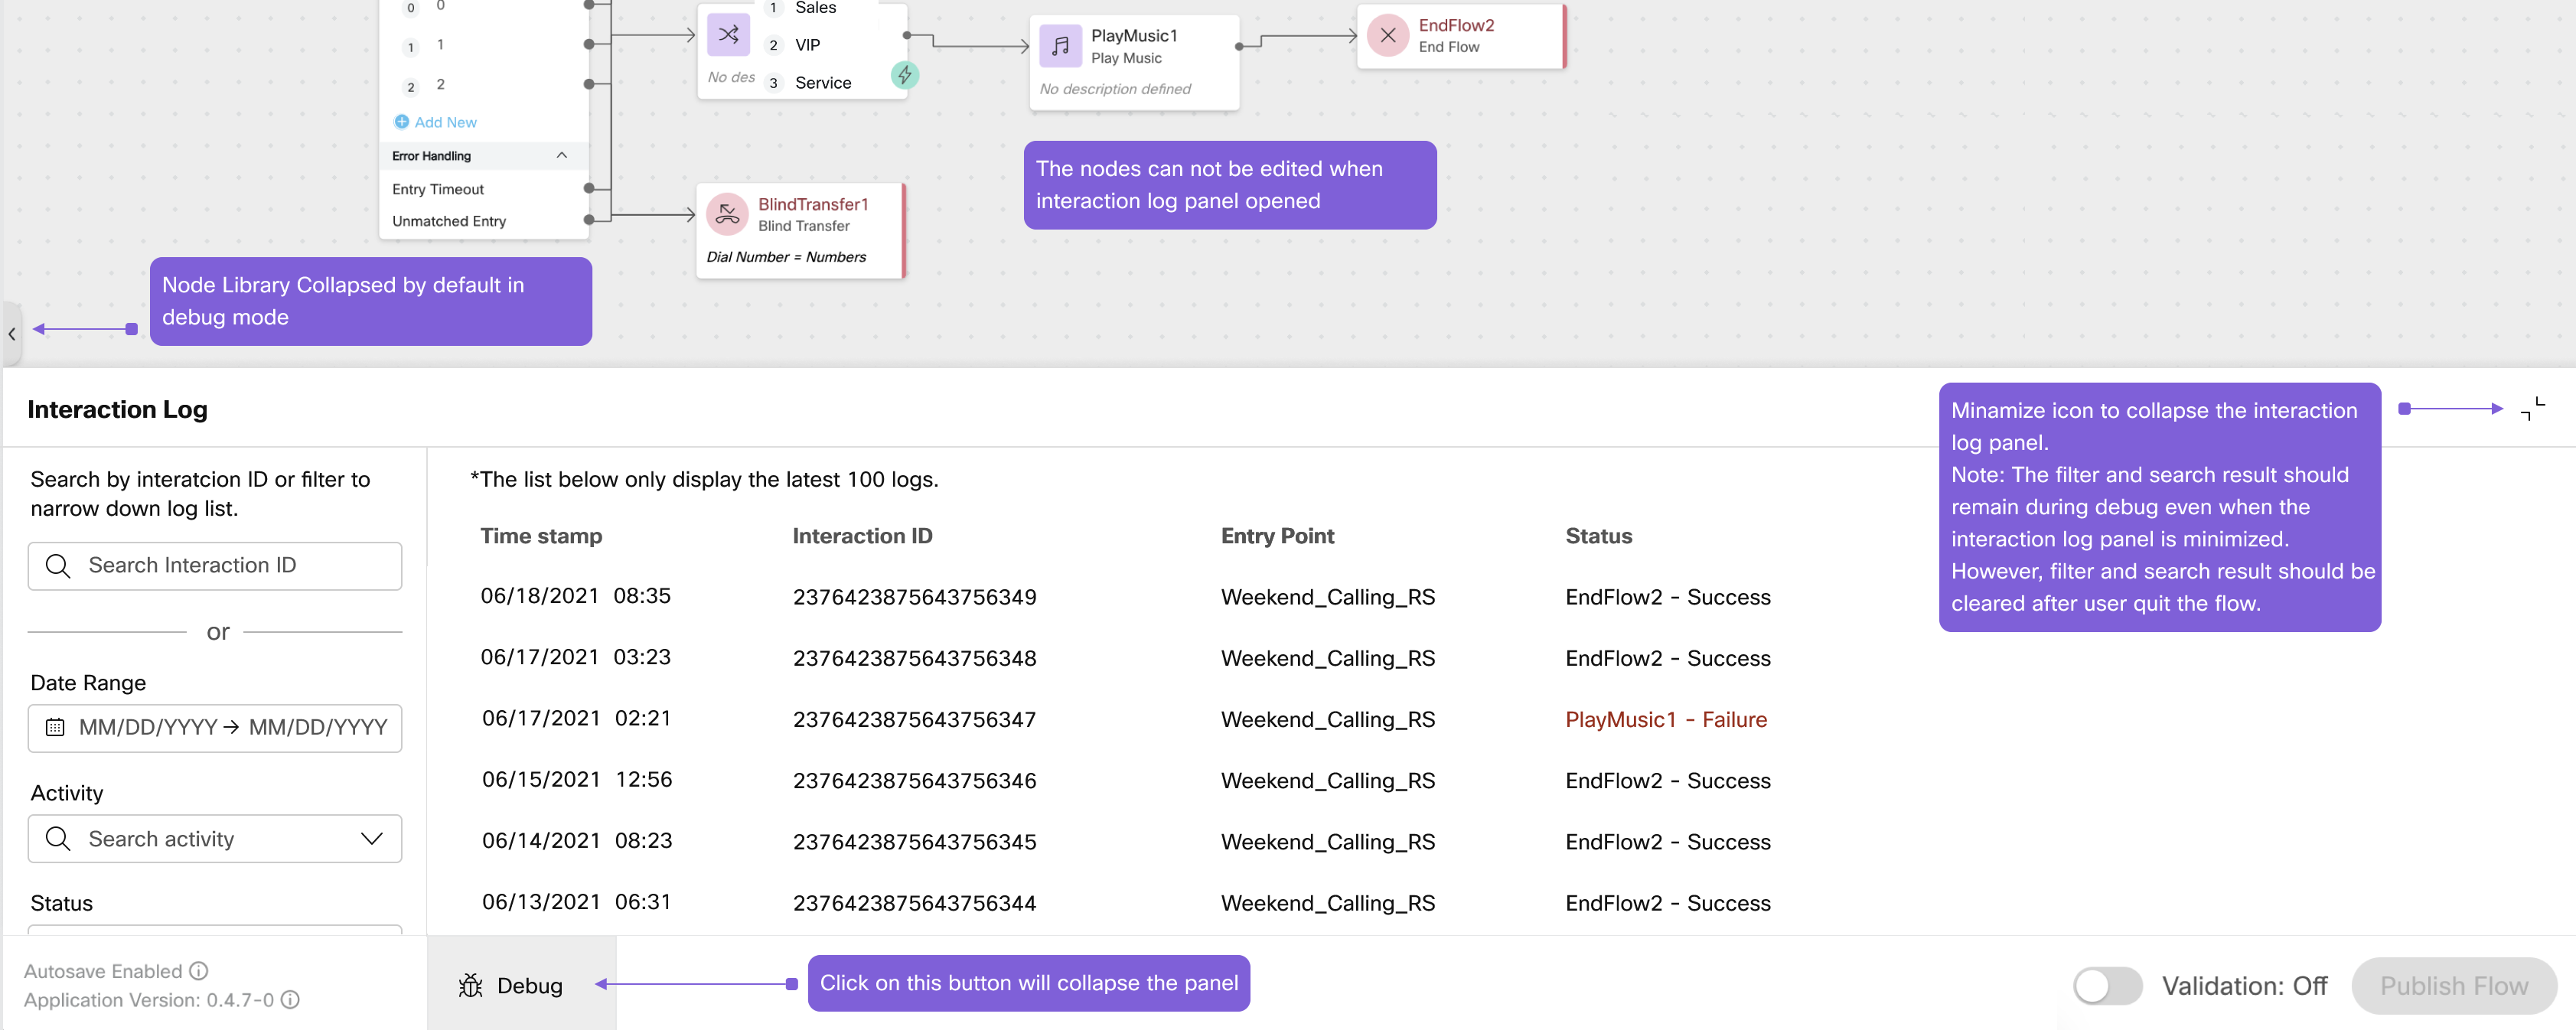 0 0
1 1
2 2
Add New
Error Handling
Entry Timeout
Unmatched Entry
1 Sales
2 VIP
3 Service
No des
PlayMusic1
Play Music
No description defined
EndFlow2
End Flow
The nodes can not be edited when
interaction log panel opened
BlindTransfer1
Blind Transfer
Dial Number = Numbers
Node Library Collapsed by default in
debug mode
Interaction Log
Minamize icon to collapse the interaction
log panel.
Note: The filter and search result should
remain during debug even when the
interaction log panel is minimized.
However, filter and search result should be
cleared after user quit the flow.
Search by interatcion ID or filter to
narrow down log list.
Search Interaction ID
or
Date Range
MM/DD/YYYY → MM/DD/YYYY
Activity
Search activity
Status
*The list below only display the latest 100 logs.
Time stamp Interaction ID Entry Point Status
06/18/2021 08:35 2376423875643756349 Weekend_Calling_RS EndFlow2 - Success
06/17/2021 03:23 2376423875643756348 Weekend_Calling_RS EndFlow2 - Success
06/17/2021 02:21 2376423875643756347 Weekend_Calling_RS PlayMusic1 - Failure
06/15/2021 12:56 2376423875643756346 Weekend_Calling_RS EndFlow2 - Success
06/14/2021 08:23 2376423875643756345 Weekend_Calling_RS EndFlow2 - Success
06/13/2021 06:31 2376423875643756344 Weekend_Calling_RS EndFlow2 - Success
Autosave Enabled
Application Version: 0.4.7-0
Debug
Click on this button will collapse the panel
Validation: Off
Publish Flow